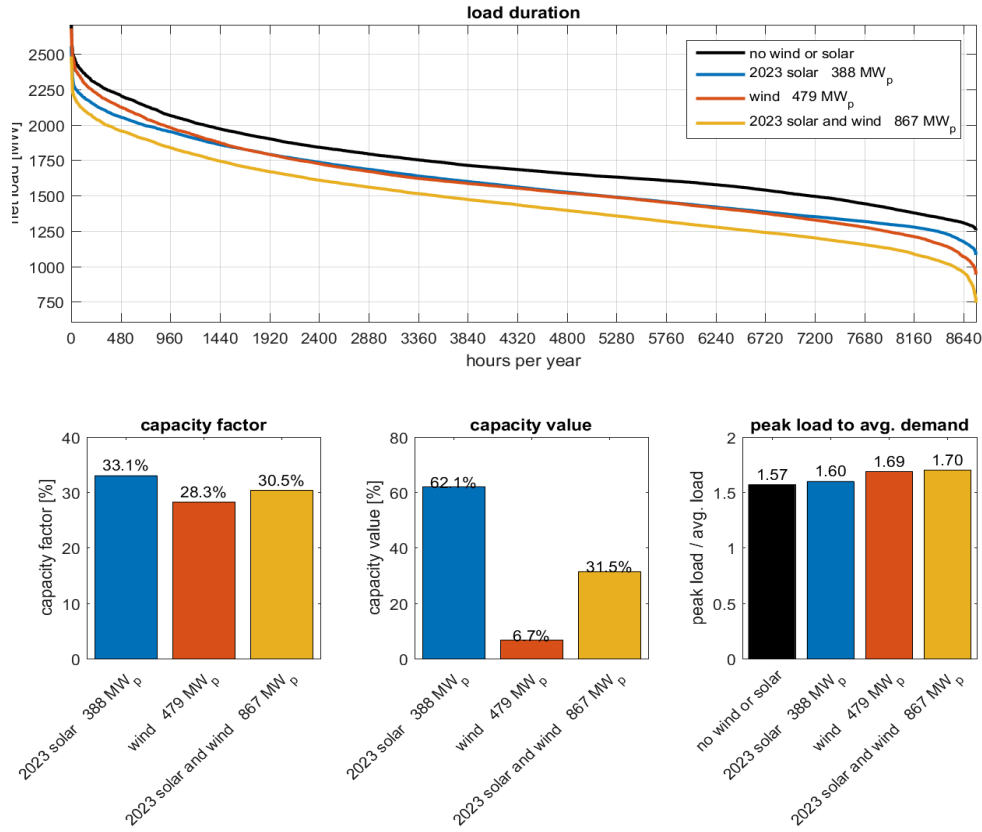 load duration
net load [MW]
2500
2250
2000
1750
1500
1250
1000
750
no wind or solar
2023 solar 388 MWp
wind 479 MWp
2023 solar and wind 867 MWp
0 480 960 1440 1920 2400 2880 3360 3840 4320 4800 5280 5760 6240 6720 7200 7680 8160 8640
hours per year
capacity factor
capacity factor [%]
40
30
20
10
0
33.1%
28.3%
30.5%
2023 solar 388 MWp
wind 479 MWp
2023 solar and wind 867 MWp
capacity value
capacity value [%]
80
60
40
20
0
62.1%
6.7%
31.5%
2023 solar 388 MWp
wind 479 MWp
2023 solar and wind 867 MWp
peak load to avg. demand
peak load / avg. load
2
1.5
1
0.5
0
1.57
1.60
1.69
1.70
no wind or solar
2023 solar 388 MWp
wind 479 MWp
2023 solar and wind 867 MWp